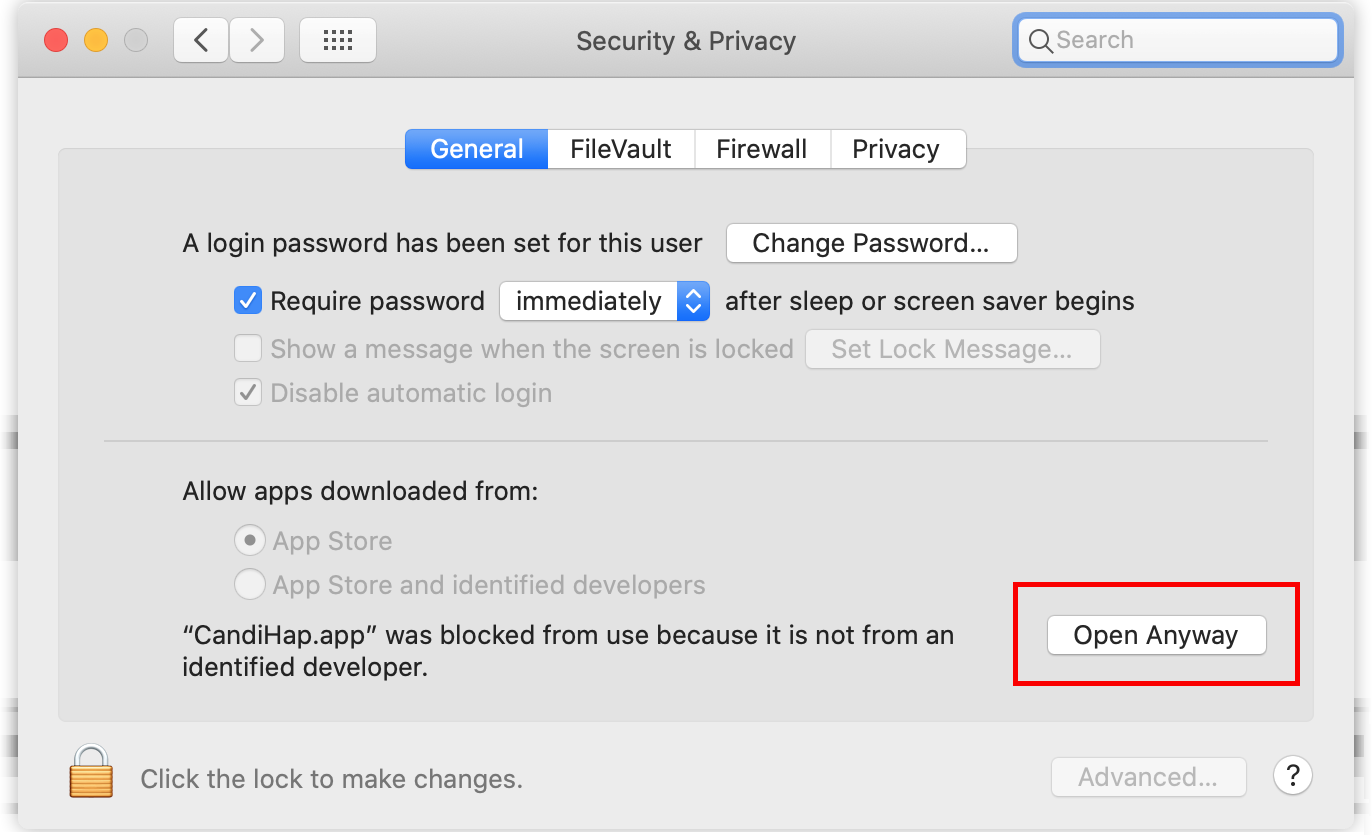 Security & Privacy
Search
General
FileVault
Firewall
Privacy
A login password has been set for this user
Change Password...
Require password
immediately
after sleep or screen saver begins
Show a message when the screen is locked
Set Lock Message...
Disable automatic login
Allow apps downloaded from:
App Store
App Store and identified developers
“CandiHap.app” was blocked from use because it is not from an
identified developer.
Open Anyway
Click the lock to make changes.
Advanced...
?